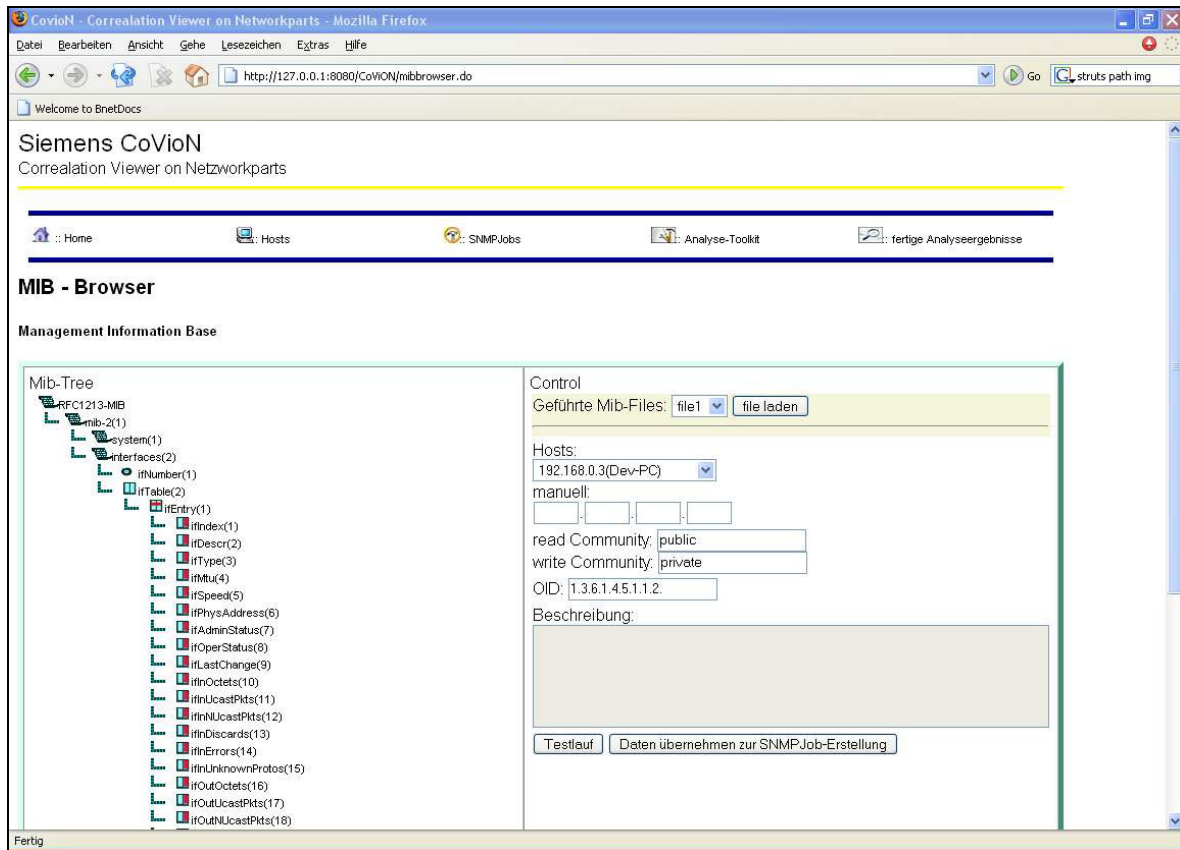 CovioN - Correalation Viewer on Networkparts - Mozilla Firefox
Datei Bearbeiten Ansicht Gehe Lesezeichen Extras Hilfe
http://127.0.0.1:8080/CoViON/mibbrowser.do Go struts path img
Welcome to BnetDocs
Siemens CoVioN
Correalation Viewer on Netzworkparts
:: Home :: Hosts :: SNMPJobs :: Analyse-Toolkit :: fertige Analyseergebnisse
MIB - Browser
Management Information Base
Mib-Tree
RFC1213-MIB
mib-2(1)
system(1)
interfaces(2)
ifNumber(1)
ifTable(2)
ifEntry(1)
ifIndex(1)
ifDescr(2)
ifType(3)
ifMtu(4)
ifSpeed(5)
ifPhysAddress(6)
ifAdminStatus(7)
ifOperStatus(8)
ifLastChange(9)
ifInOctets(10)
ifInUcastPkts(11)
ifInNUcastPkts(12)
ifInDiscards(13)
ifInErrors(14)
ifInUnknownProtos(15)
ifOutOctets(16)
ifOutUcastPkts(17)
ifOutNUcastPkts(18)
Control
Geführte Mib-Files: file1 file laden
Hosts:
192.168.0.3(Dev-PC)
manuell:
. . .
read Community: public
write Community: private
OID: 1.3.6.1.4.5.1.1.2.
Beschreibung:
Testlauf Daten übernehmen zur SNMPJob-Erstellung
Fertig